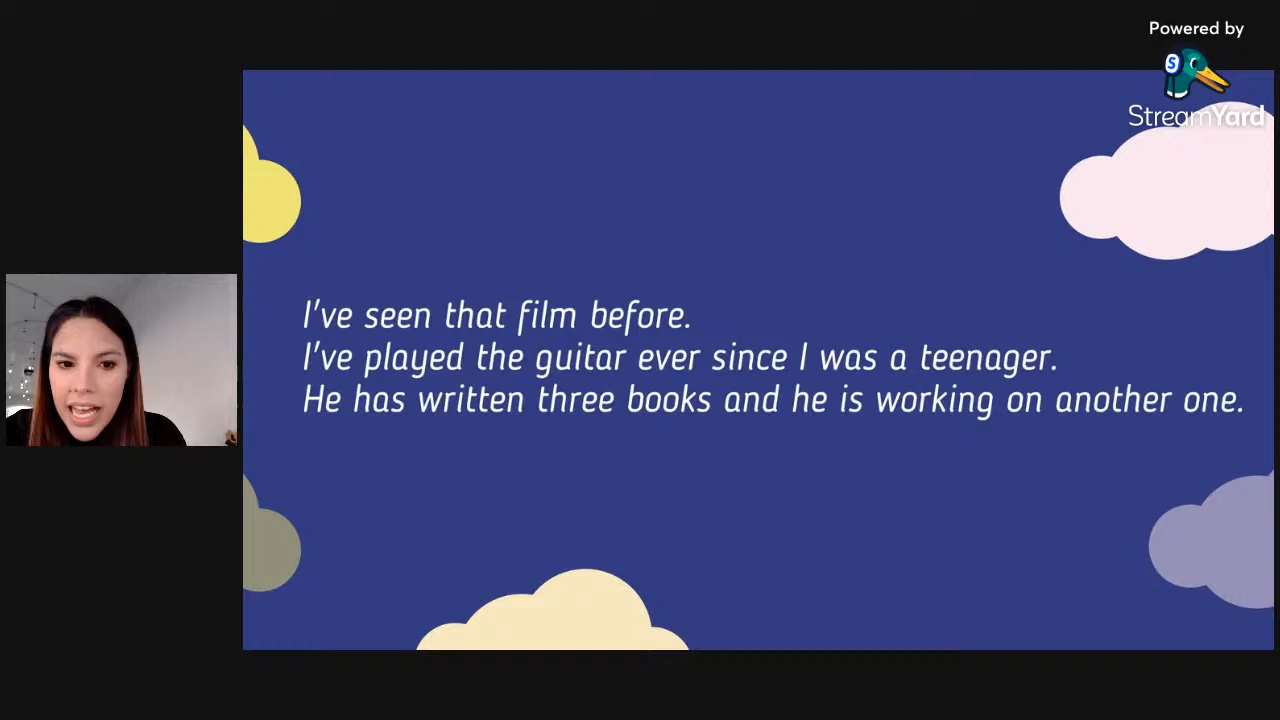 Powered by
S
StreamYard
I've seen that film before.
I've played the guitar ever since I was a teenager.
He has written three books and he is working on another one.